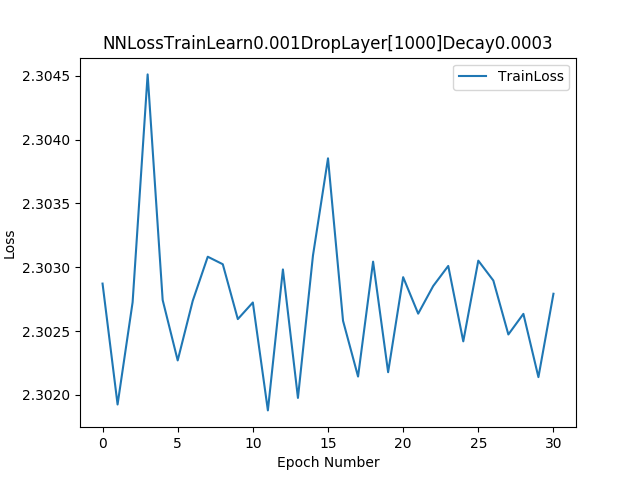 NNLossTrainLearn0.001DropLayer[1000]Decay0.0003
TrainLoss
2.3045
2.3040
2.3035
2.3030
2.3025
2.3020
Loss
0 5 10 15 20 25 30
Epoch Number